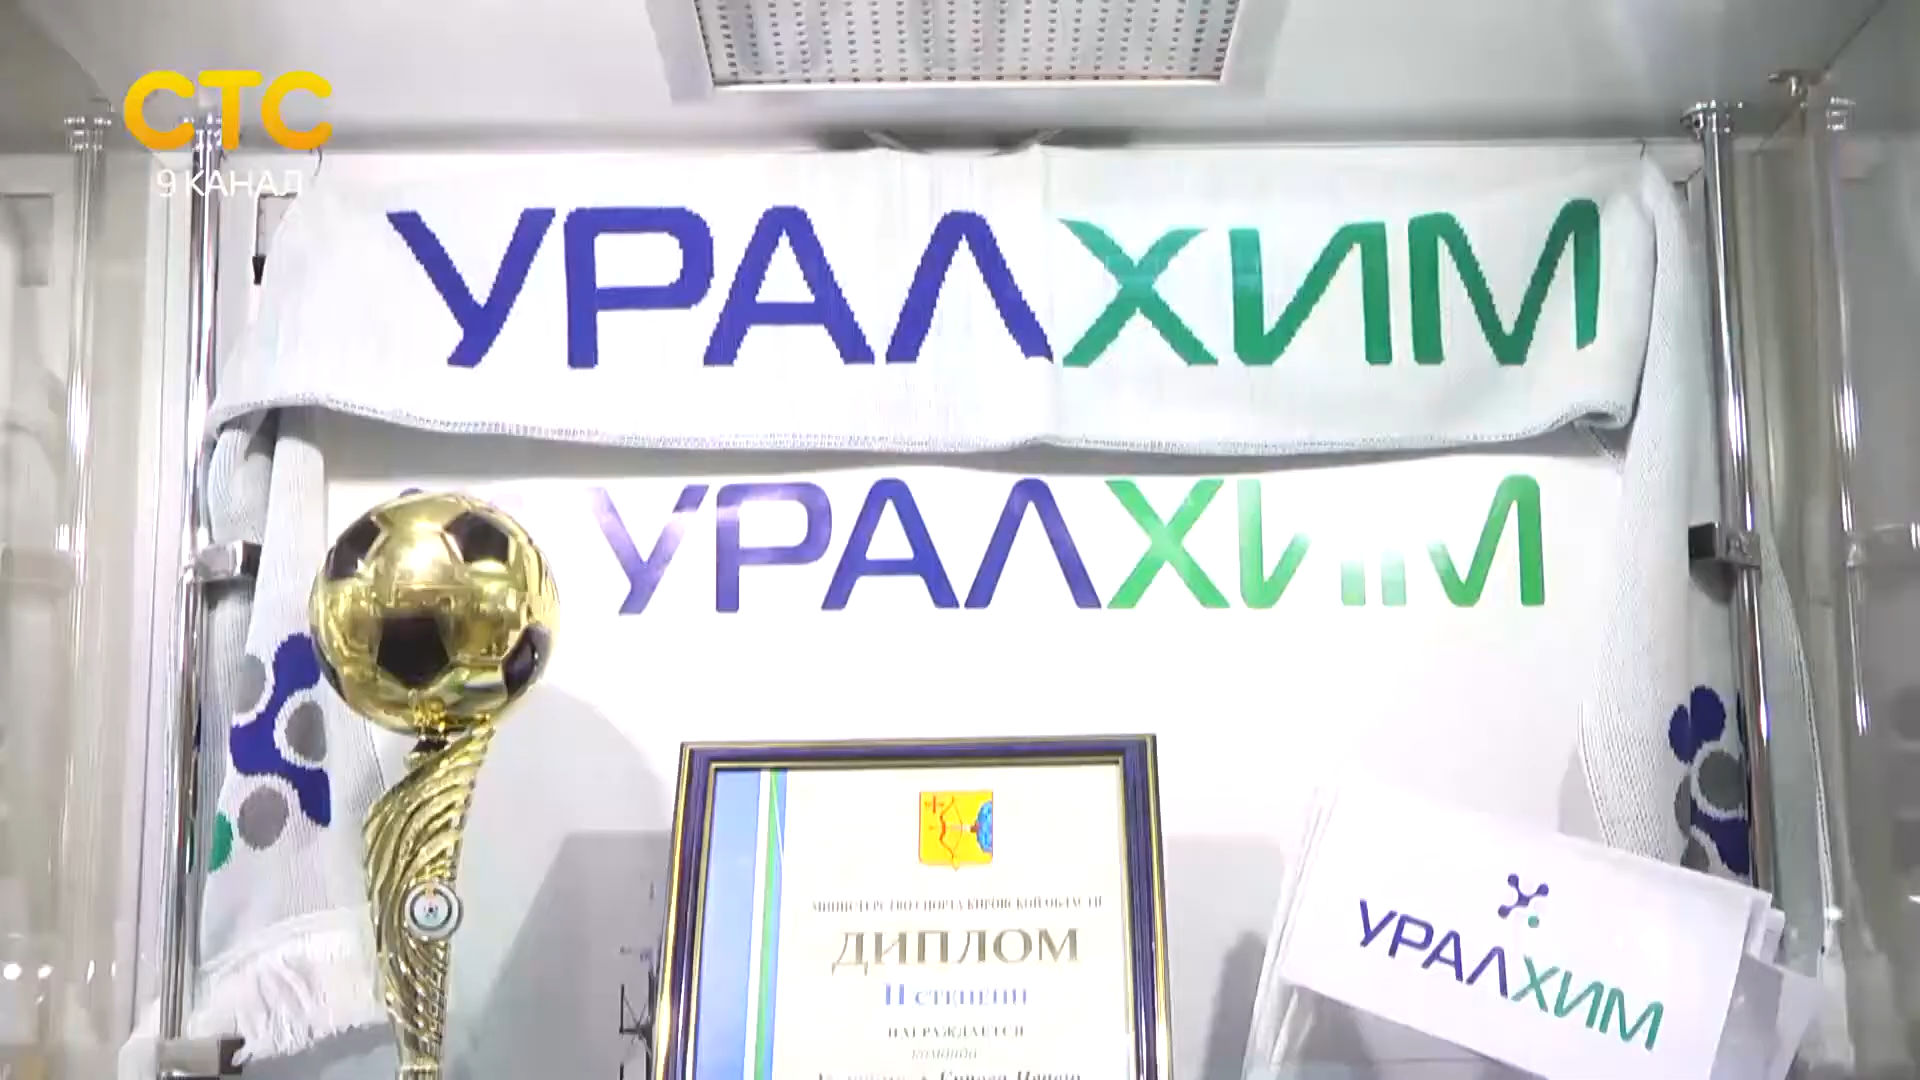 СТС
9 КАНАЛ
УРАЛХИМ
УРАЛХИМ
МИНИСТЕРСТВО СПОРТА КИРОВСКОЙ ОБЛАСТИ
ДИПЛОМ
II СТЕПЕНИ
НАГРАЖДАЕТСЯ
команда
УРАЛХИМ